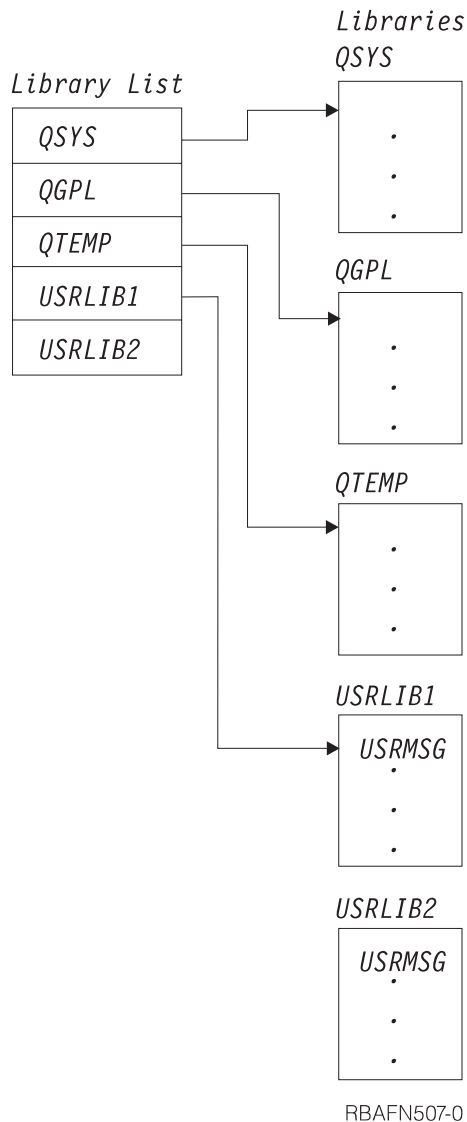 Library List
QSYS
QGPL
QTEMP
USRLIB1
USRLIB2
Libraries
QSYS
.
.
.
QGPL
.
.
.
QTEMP
.
.
.
USRLIB1
USRMSG
.
.
.
USRLIB2
USRMSG
.
.
.
RBAFN507-0